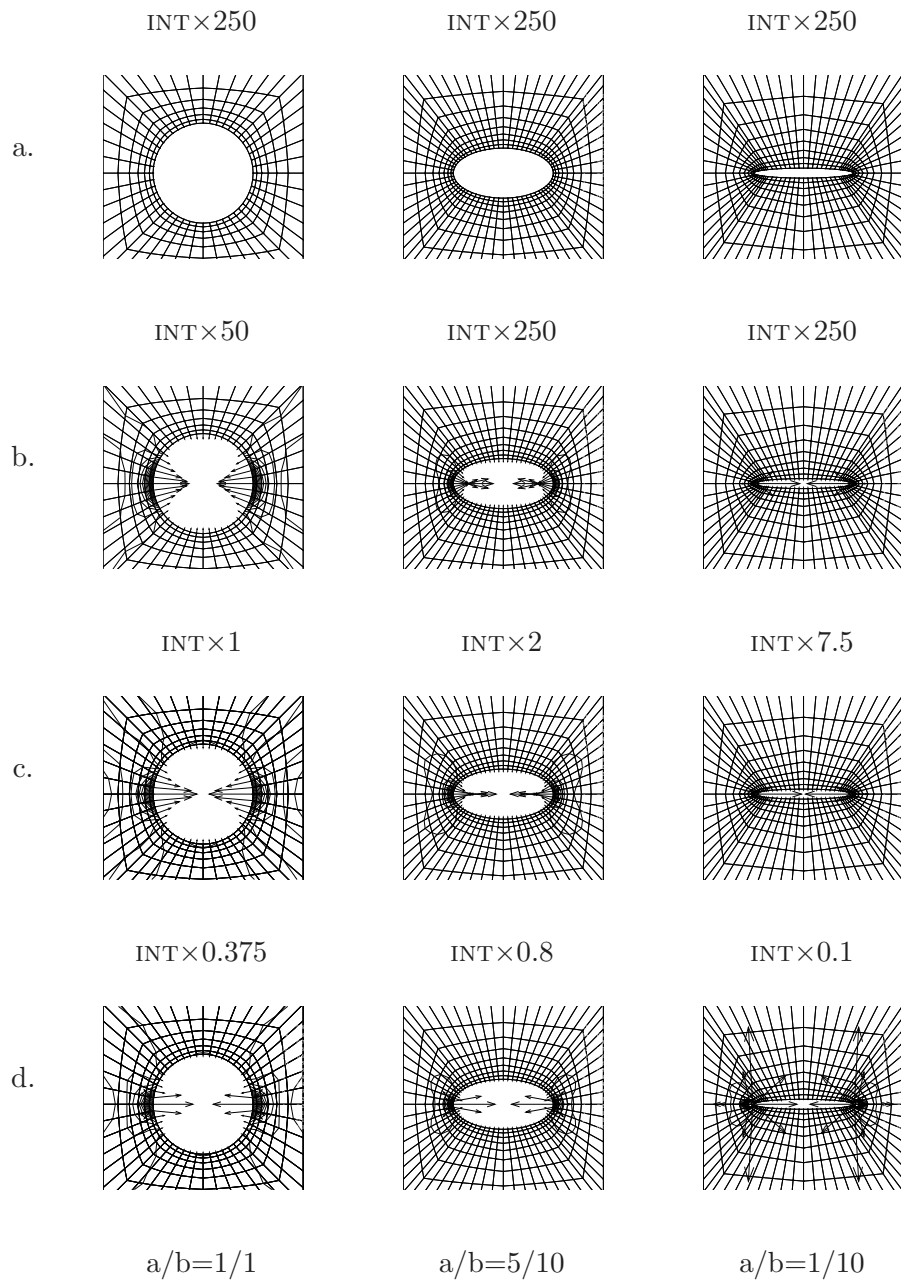 INT×250 INT×250 INT×250
a.
INT×50 INT×250 INT×250
b.
INT×1 INT×2 INT×7.5
c.
INT×0.375 INT×0.8 INT×0.1
d.
a/b=1/1 a/b=5/10 a/b=1/10